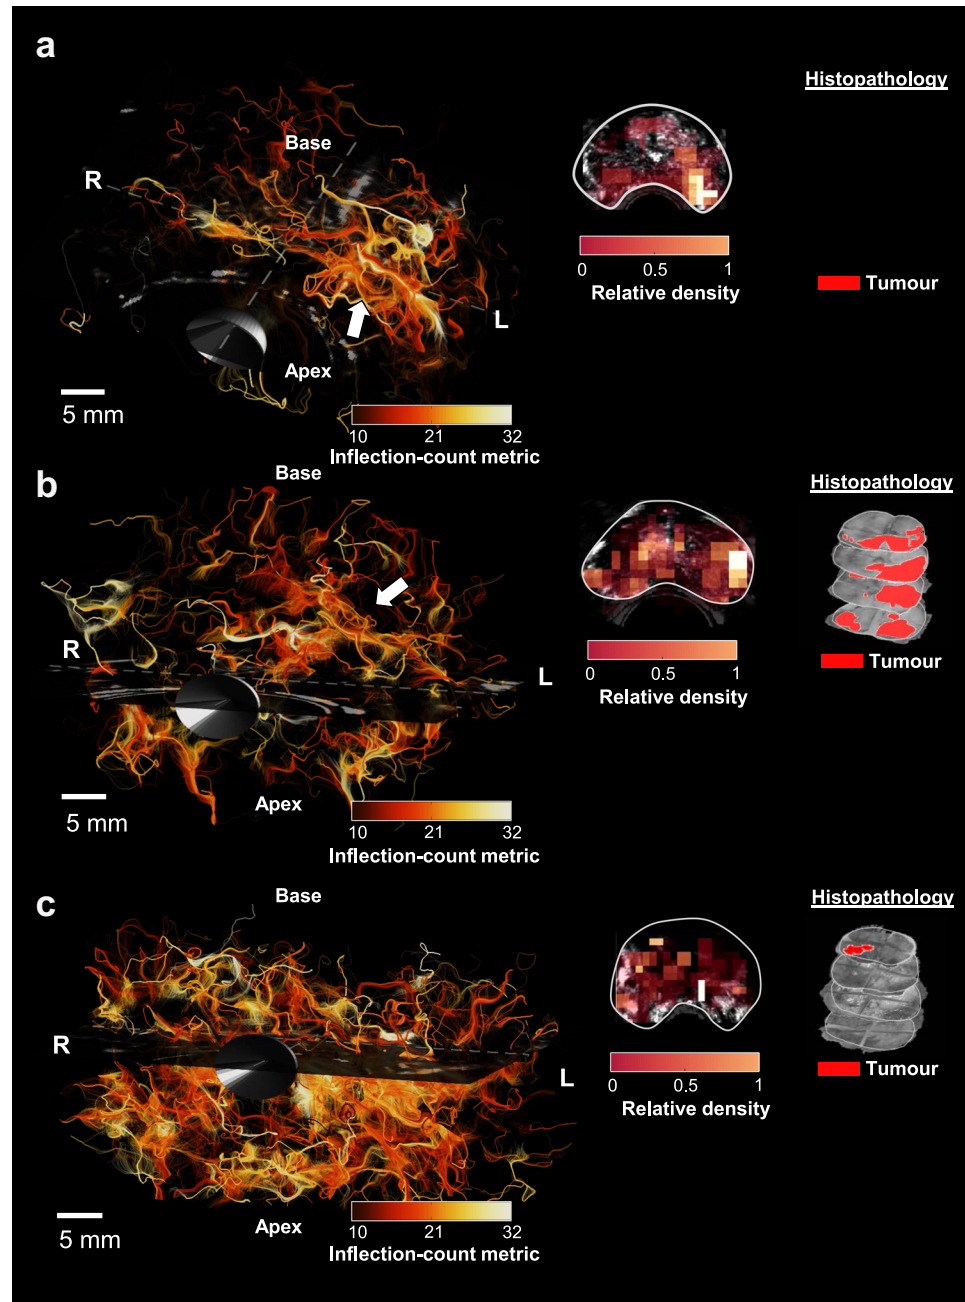 a
Histopathology
Base
R
L
Apex
5 mm
10 21 32
Inflection-count metric
0 0.5 1
Relative density
Tumour
b
Base
Histopathology
R
L
Apex
5 mm
10 21 32
Inflection-count metric
0 0.5 1
Relative density
Tumour
c
Base
Histopathology
R
L
Apex
5 mm
10 21 32
Inflection-count metric
0 0.5 1
Relative density
Tumour